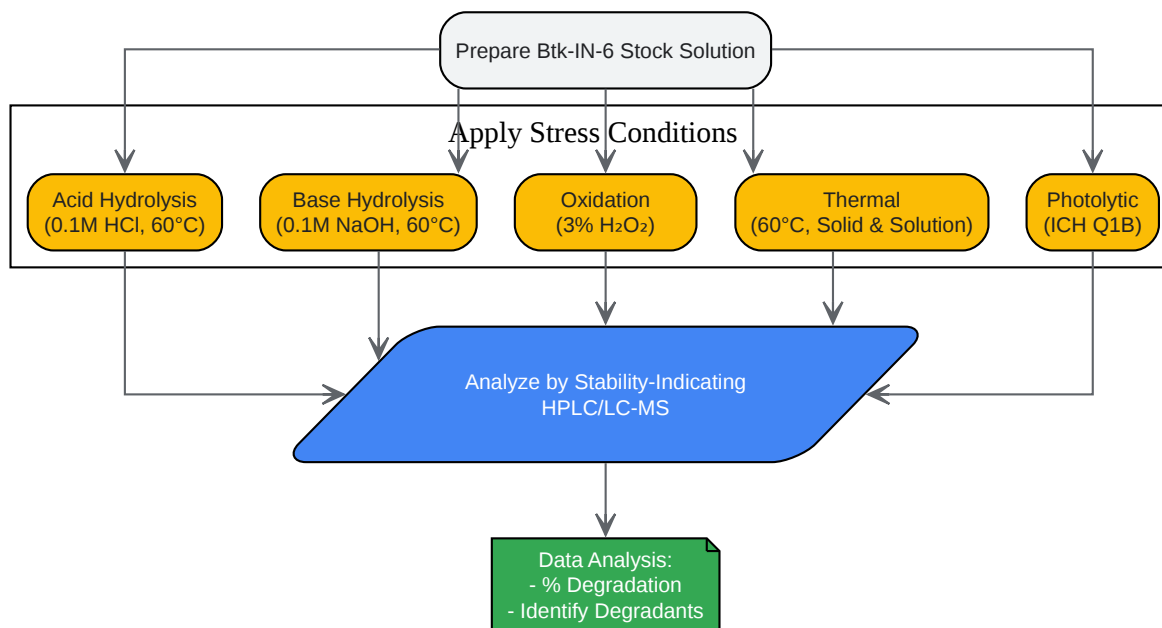 Prepare Btk-IN-6 Stock Solution
Apply Stress Conditions
Acid Hydrolysis
(0.1M HCl, 60°C)
Base Hydrolysis
(0.1M NaOH, 60°C)
Oxidation
(3% H₂O₂)
Thermal
(60°C, Solid & Solution)
Photolytic
(ICH Q1B)
Analyze by Stability-Indicating
HPLC/LC-MS
Data Analysis:
- % Degradation
- Identify Degradants